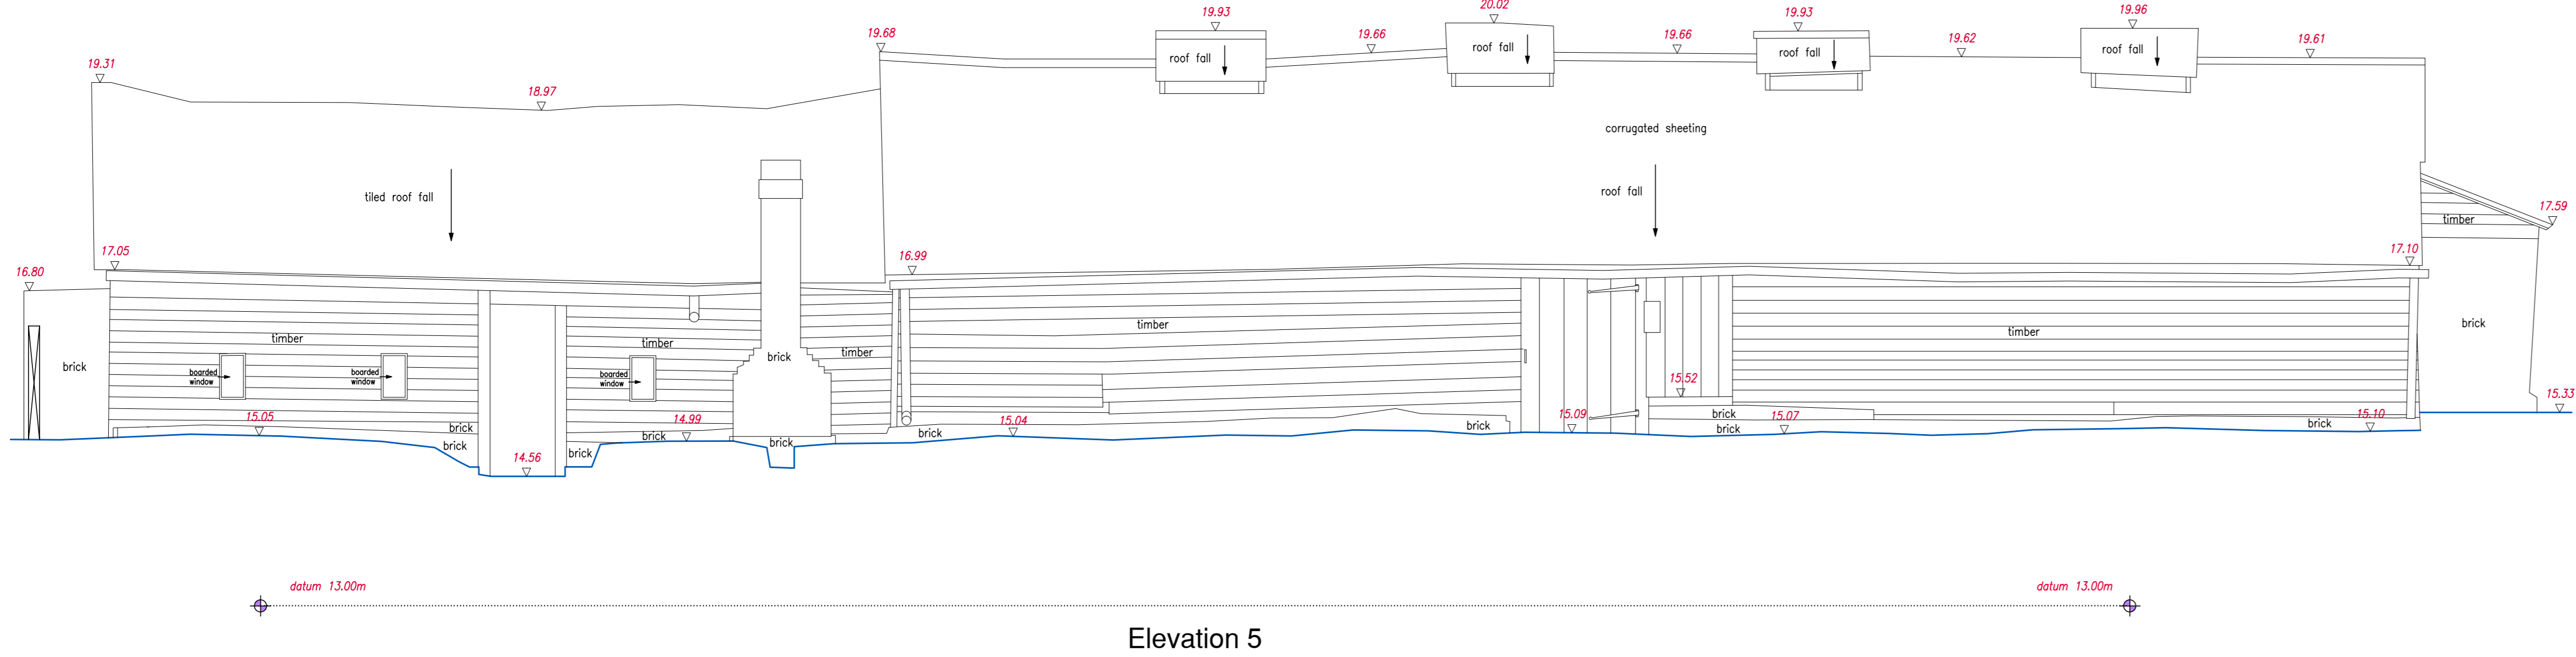 20.02
19.93
19.93
19.96
19.68
19.66
19.66
19.62
19.61
roof fall
roof fall
roof fall
roof fall
19.31
18.97
corrugated sheeting
tiled roof fall
roof fall
17.59
timber
17.05
16.99
17.10
16.80
timber
timber
timber
timber
timber
brick
brick
brick
boarded
window
boarded
window
boarded
window
15.52
15.33
15.05
14.99
15.04
15.09
brick
15.07
15.10
brick
brick
brick
brick
brick
brick
brick
brick
brick
14.56
datum 13.00m
datum 13.00m
Elevation 5